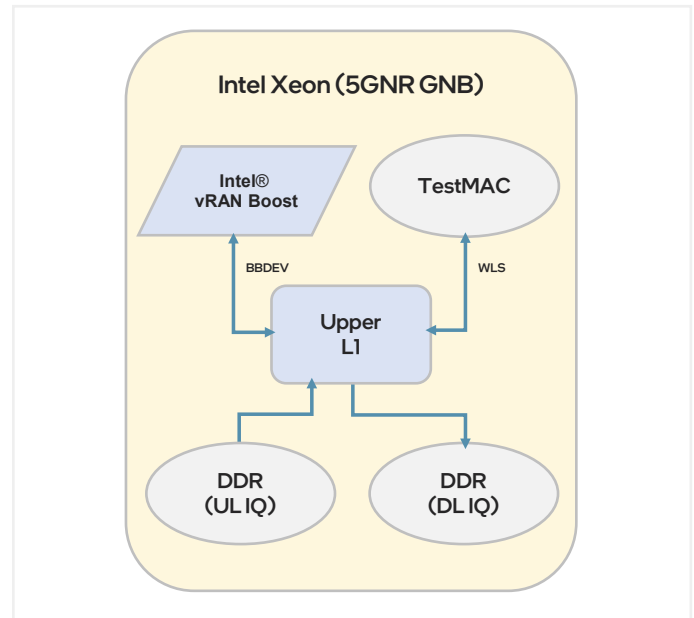 Intel Xeon (5GNR GNB)
Intel®
vRAN Boost
TestMAC
BBDEV
WLS
Upper
L1
DDR
(UL IQ)
DDR
(DL IQ)